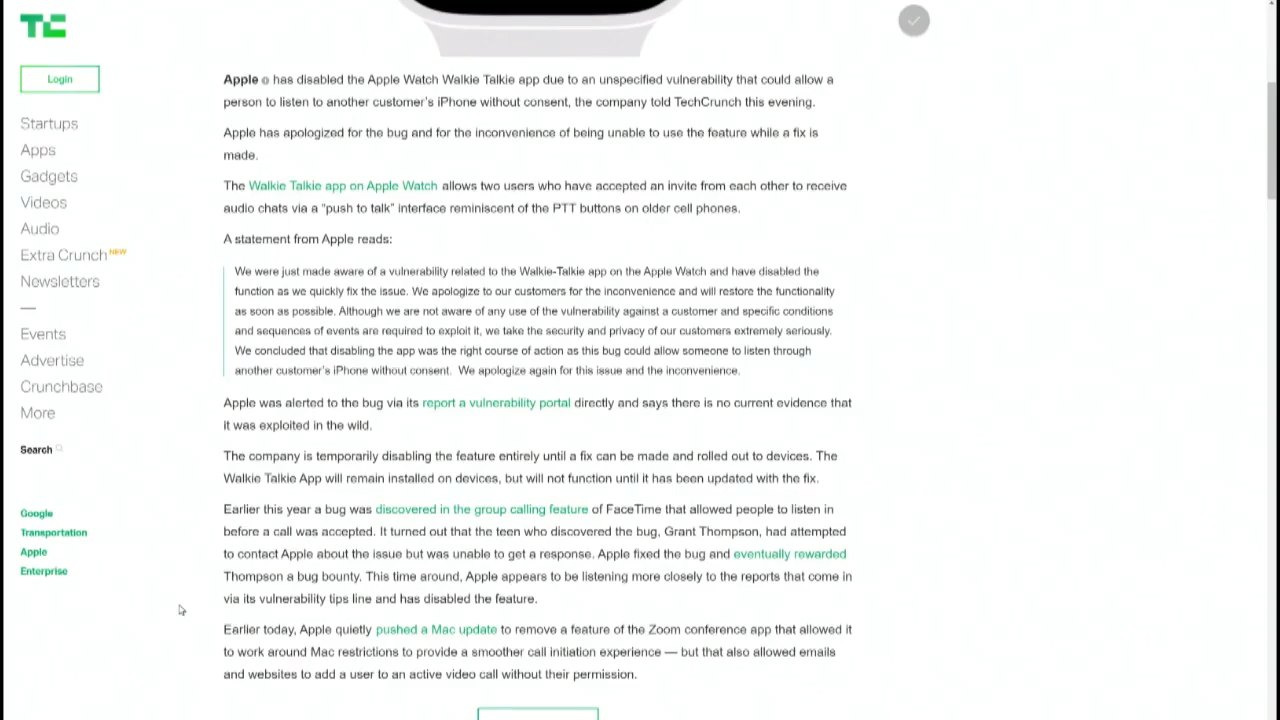 TC
Login
Startups
Apps
Gadgets
Videos
Audio
Extra Crunch NEW
Newsletters
—
Events
Advertise
Crunchbase
More
Search
Google
Transportation
Apple
Enterprise
Apple has disabled the Apple Watch Walkie Talkie app due to an unspecified vulnerability that could allow a
person to listen to another customer's iPhone without consent, the company told TechCrunch this evening.
Apple has apologized for the bug and for the inconvenience of being unable to use the feature while a fix is
made.
The Walkie Talkie app on Apple Watch allows two users who have accepted an invite from each other to receive
audio chats via a "push to talk" interface reminiscent of the PTT buttons on older cell phones.
A statement from Apple reads:
We were just made aware of a vulnerability related to the Walkie-Talkie app on the Apple Watch and have disabled the
function as we quickly fix the issue. We apologize to our customers for the inconvenience and will restore the functionality
as soon as possible. Although we are not aware of any use of the vulnerability against a customer and specific conditions
and sequences of events are required to exploit it, we take the security and privacy of our customers extremely seriously.
We concluded that disabling the app was the right course of action as this bug could allow someone to listen through
another customer's iPhone without consent. We apologize again for this issue and the inconvenience.
Apple was alerted to the bug via its report a vulnerability portal directly and says there is no current evidence that
it was exploited in the wild.
The company is temporarily disabling the feature entirely until a fix can be made and rolled out to devices. The
Walkie Talkie App will remain installed on devices, but will not function until it has been updated with the fix.
Earlier this year a bug was discovered in the group calling feature of FaceTime that allowed people to listen in
before a call was accepted. It turned out that the teen who discovered the bug, Grant Thompson, had attempted
to contact Apple about the issue but was unable to get a response. Apple fixed the bug and eventually rewarded
Thompson a bug bounty. This time around, Apple appears to be listening more closely to the reports that come in
via its vulnerability tips line and has disabled the feature.
Earlier today, Apple quietly pushed a Mac update to remove a feature of the Zoom conference app that allowed it
to work around Mac restrictions to provide a smoother call initiation experience — but that also allowed emails
and websites to add a user to an active video call without their permission.